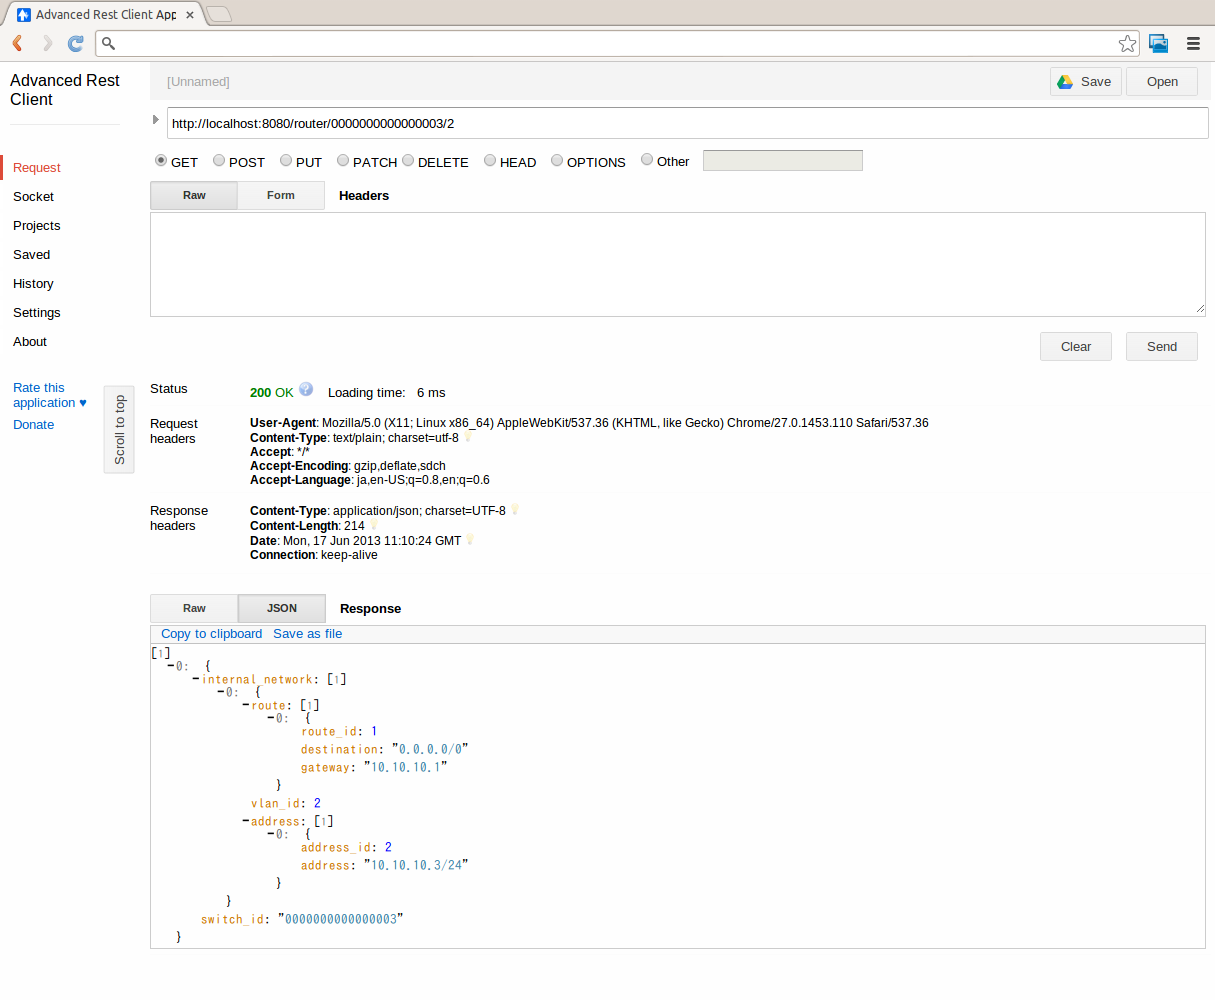 Advanced Rest Client App
Advanced Rest
Client
[Unnamed]
Save
Open
http://localhost:8080/router/0000000000000003/2
GET
POST
PUT
PATCH
DELETE
HEAD
OPTIONS
Other
Raw
Form
Headers
Request
Socket
Projects
Saved
History
Settings
About
Rate this
application ♥
Donate
Scroll to top
Clear
Send
Status
200 OK
Loading time: 6 ms
Request
headers
User-Agent: Mozilla/5.0 (X11; Linux x86_64) AppleWebKit/537.36 (KHTML, like Gecko) Chrome/27.0.1453.110 Safari/537.36
Content-Type: text/plain; charset=utf-8
Accept: */*
Accept-Encoding: gzip,deflate,sdch
Accept-Language: ja,en-US;q=0.8,en;q=0.6
Response
headers
Content-Type: application/json; charset=UTF-8
Content-Length: 214
Date: Mon, 17 Jun 2013 11:10:24 GMT
Connection: keep-alive
Raw
JSON
Response
Copy to clipboard
Save as file
[1]
-0: {
-internal_network: [1]
-0: {
-route: [1]
-0: {
route_id: 1
destination: "0.0.0.0/0"
gateway: "10.10.10.1"
}
vlan_id: 2
-address: [1]
-0: {
address_id: 2
address: "10.10.10.3/24"
}
}
switch_id: "0000000000000003"
}